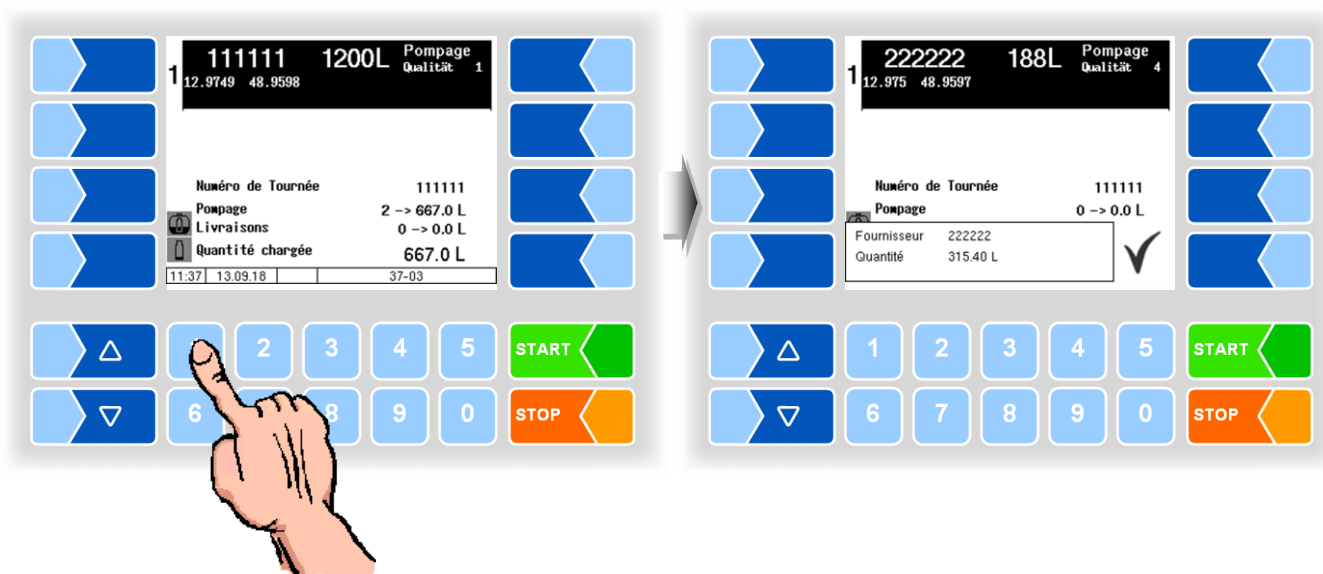 1 111111 1200L Pompage
Qualität 1
12.9749 48.9598
Numéro de Tournée 111111
Pompage 2 -> 667.0 L
Livraisons 0 -> 0.0 L
Quantité chargée 667.0 L
11:37 13.09.18 37-03
2 3 4 5 START
6 8 9 0 STOP
1 222222 188L Pompage
Qualität 4
12.975 48.9597
Numéro de Tournée 111111
Pompage 0 -> 0.0 L
Fournisseur 222222
Quantité 315.40 L
1 2 3 4 5 START
6 7 8 9 0 STOP